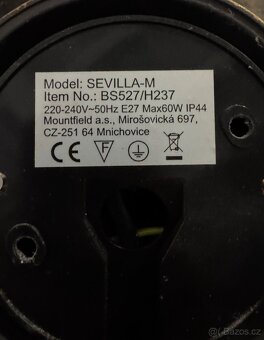 Model: SEVILLA-M
Item No.: BS527/H237
220-240V~50Hz E27 Max60W IP44
Mountfield a.s., Mirošovická 697,
CZ-251 64 Mnichovice
CE F
Bazoš.cz